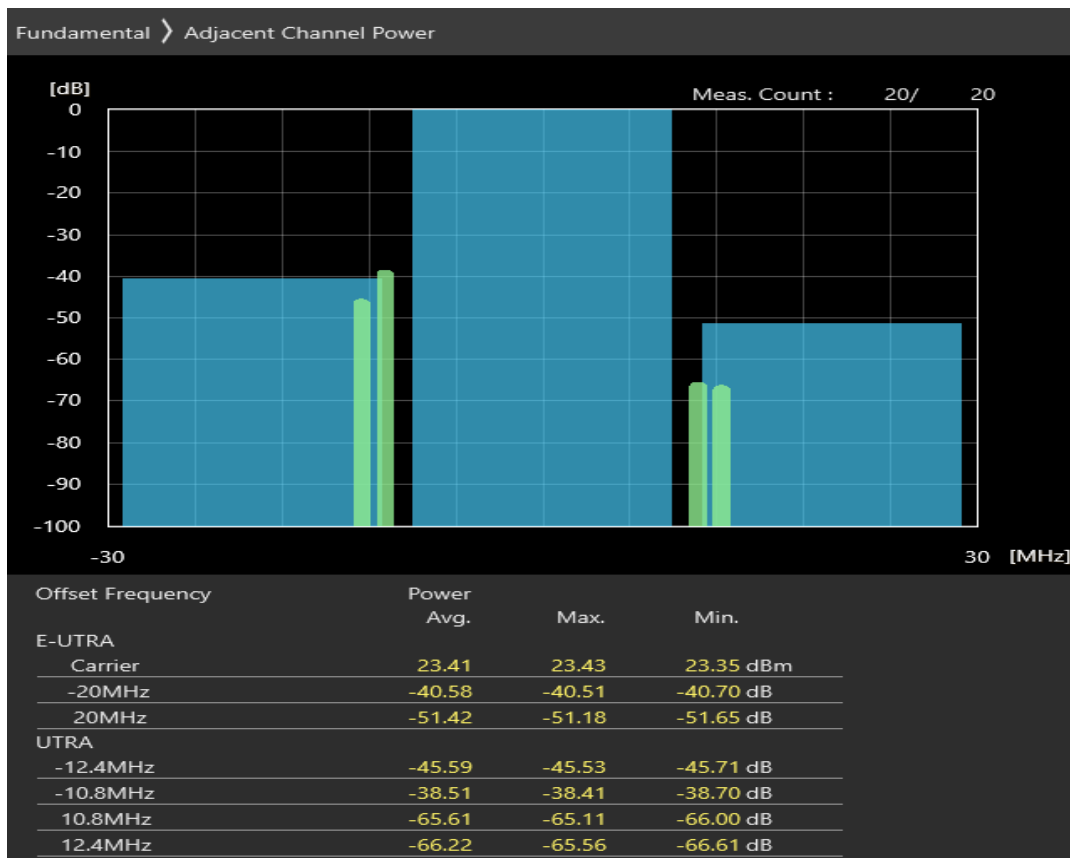 Fundamental 〉 Adjacent Channel Power
[dB]
Meas. Count : 20/ 20
0
-10
-20
-30
-40
-50
-60
-70
-80
-90
-100
-30 30 [MHz]
Offset Frequency Power
Avg. Max. Min.
E-UTRA
Carrier 23.41 23.43 23.35 dBm
-20MHz -40.58 -40.51 -40.70 dB
20MHz -51.42 -51.18 -51.65 dB
UTRA
-12.4MHz -45.59 -45.53 -45.71 dB
-10.8MHz -38.51 -38.41 -38.70 dB
10.8MHz -65.61 -65.11 -66.00 dB
12.4MHz -66.22 -65.56 -66.61 dB